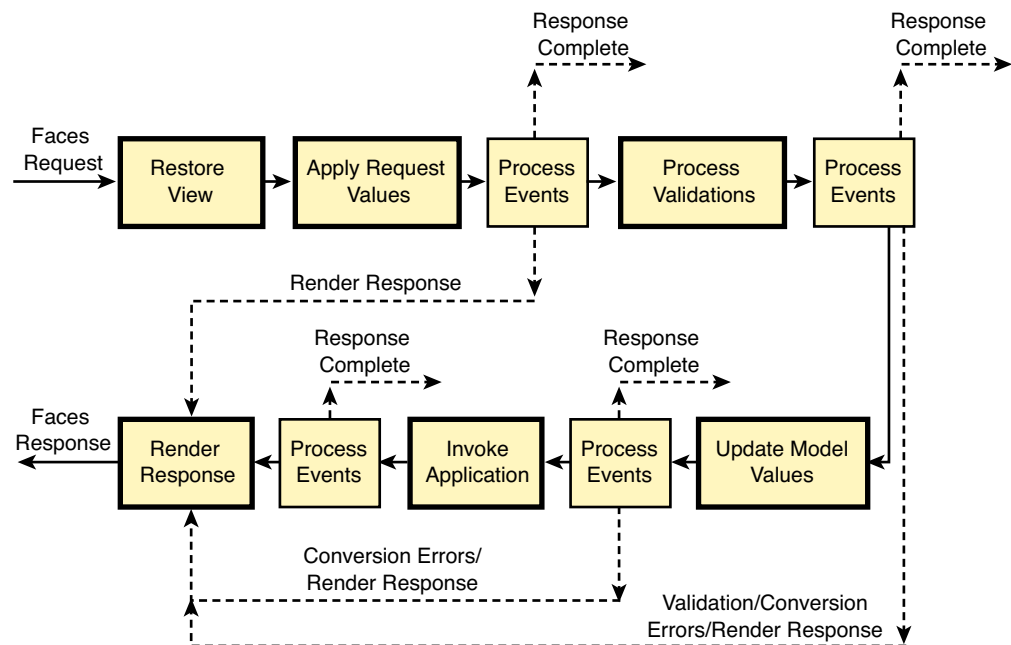 Response
Complete
Response
Complete
Faces
Request
Restore
View
Apply Request
Values
Process
Events
Process
Validations
Process
Events
Render Response
Response
Complete
Response
Complete
Faces
Response
Render
Response
Process
Events
Invoke
Application
Process
Events
Update Model
Values
Conversion Errors/
Render Response
Validation/Conversion
Errors/Render Response